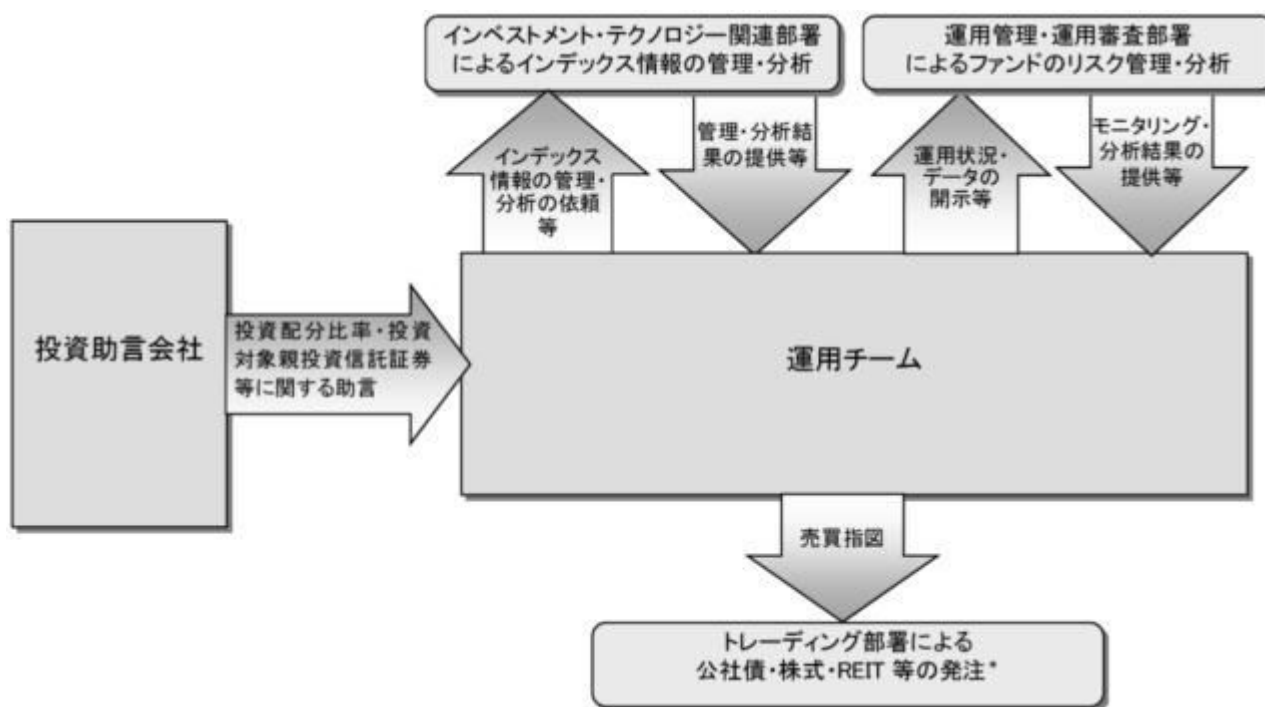 インベストメント・テクノロジー関連部署
によるインデックス情報の管理・分析
運用管理・運用審査部署
によるファンドのリスク管理・分析
インデックス
情報の管理・
分析の依頼
等
管理・分析結
果の提供等
運用状況・
データの
開示等
モニタリング・
分析結果の
提供等
投資助言会社
投資配分比率・投資
対象親投資信託証券
等に関する助言
運用チーム
売買指図
トレーディング部署による
公社債・株式・REIT 等の発注*